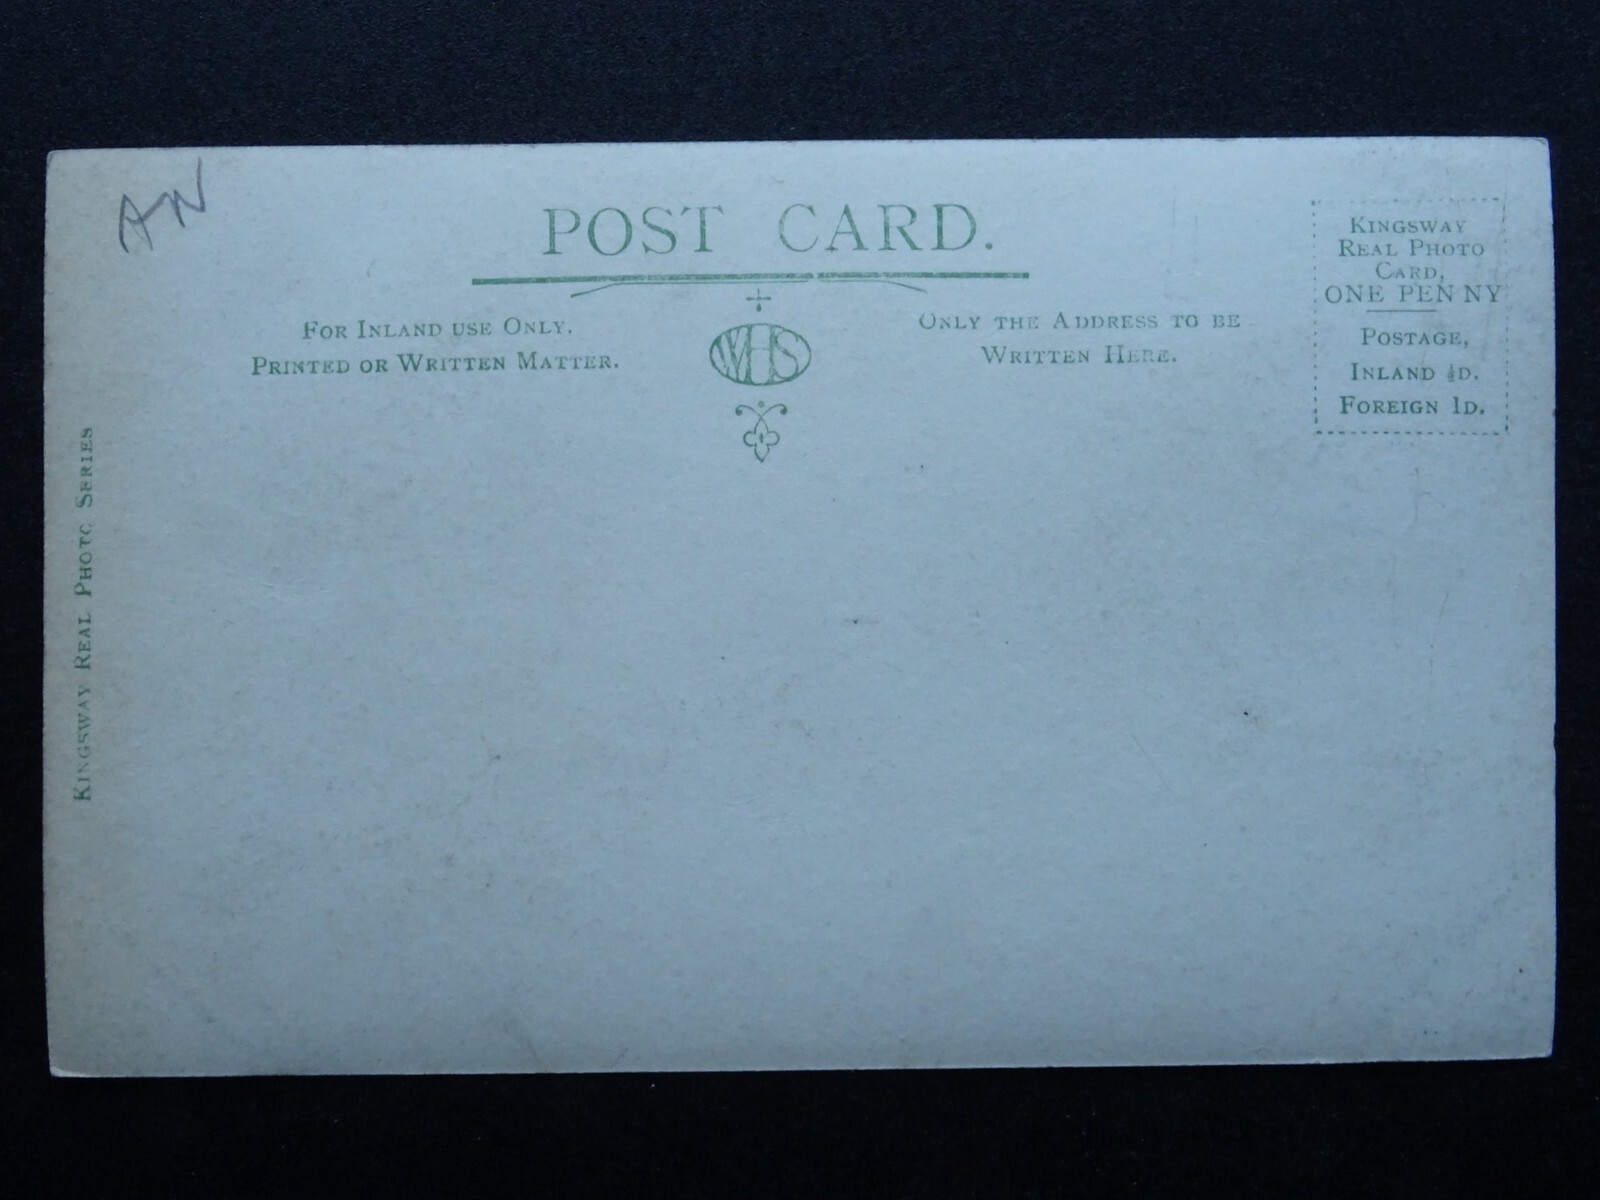 AN
POST CARD.
FOR INLAND USE ONLY.
PRINTED OR WRITTEN MATTER.
WHS
ONLY THE ADDRESS TO BE
WRITTEN HERE.
KINGSWAY
REAL PHOTO
CARD,
ONE PENNY
POSTAGE,
INLAND ½D.
FOREIGN 1D.
KINGSWAY REAL PHOTO SERIES